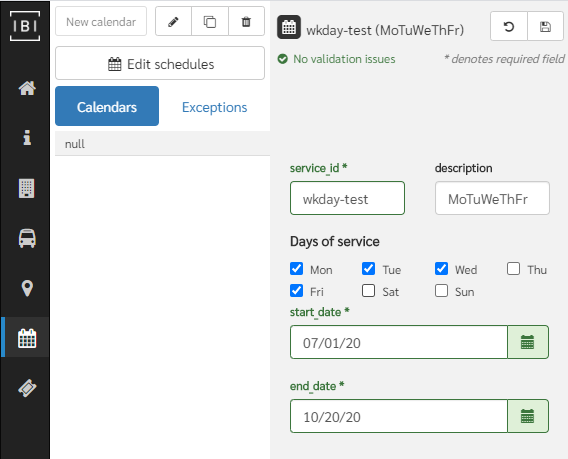 IBI
New calendar
Edit schedules
Calendars Exceptions
null
wkday-test (MoTuWeThFr)
No validation issues * denotes required field
service_id * description
wkday-test MoTuWeThFr
Days of service
Mon Tue Wed Thu
Fri Sat Sun
start_date *
07/01/20
end_date *
10/20/20